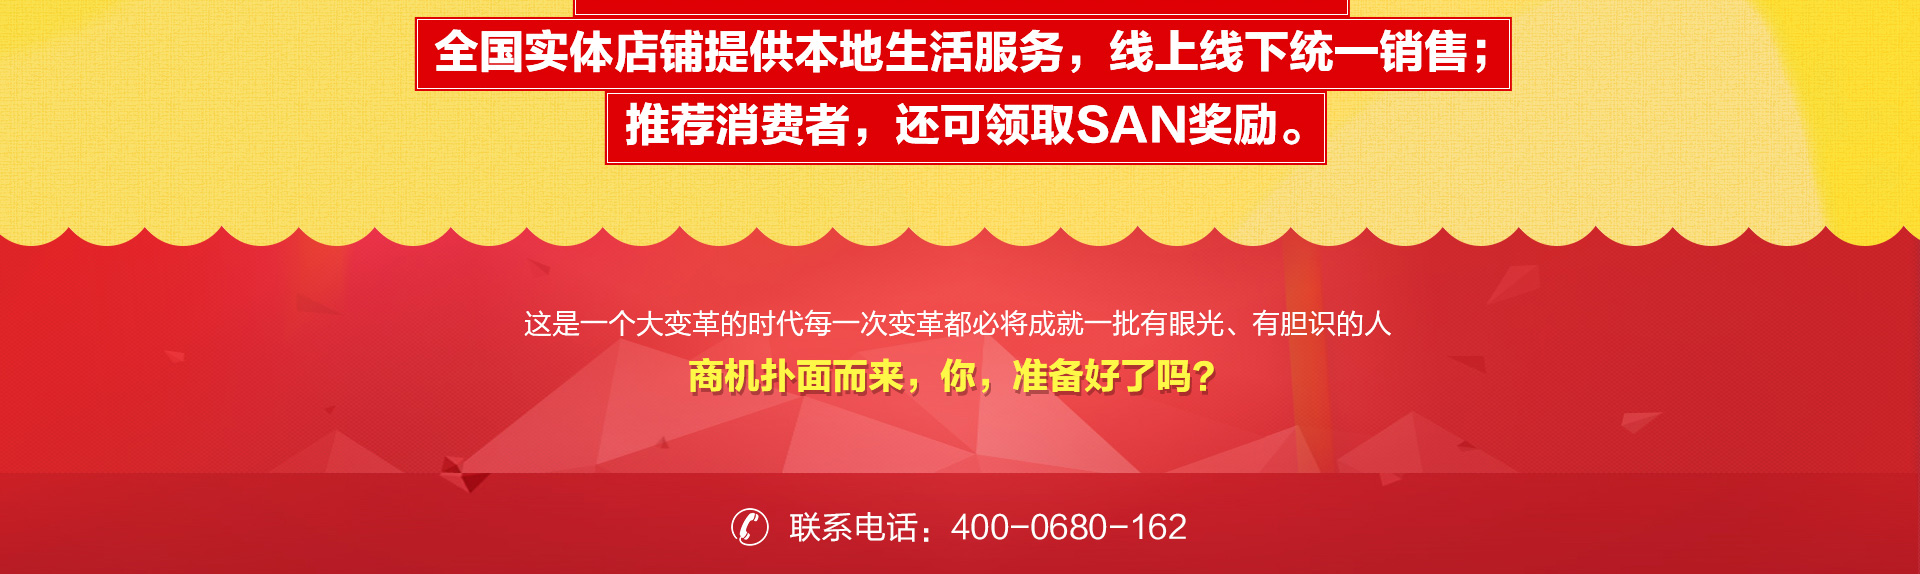 全国实体店铺提供本地生活服务，线上线下统一销售；
推荐消费者，还可领取SAN奖励。
这是一个大变革的时代每一次变革都必将成就一批有眼光、有胆识的人
商机扑面而来，你，准备好了吗?
联系电话：400-0680-162